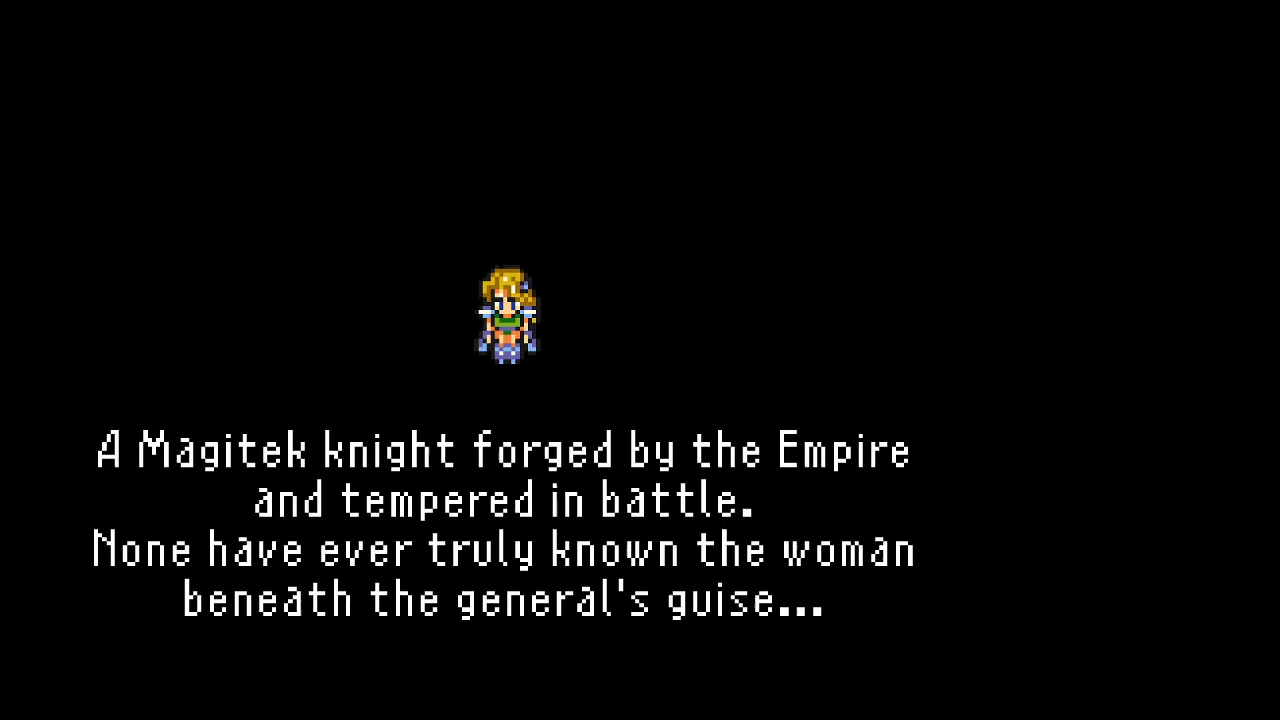 A Magitek knight forged by the Empire
and tempered in battle.
None have ever truly known the woman
beneath the general's guise...